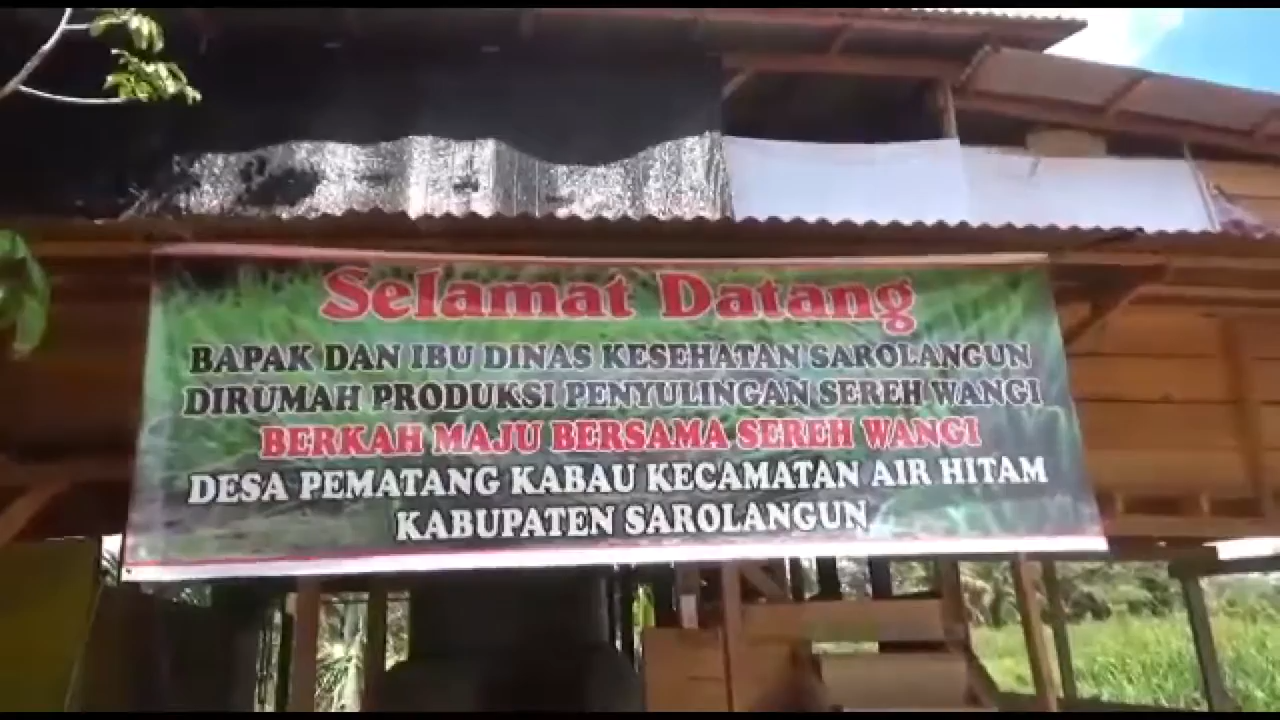 Selamat Datang
BAPAK DAN IBU DINAS KESEHATAN SAROLANGUN
DIRUMAH PRODUKSI PENYULINGAN SEREH WANGI
BERKAH MAJU BERSAMA SEREH WANGI
DESA PEMATANG KABAU KECAMATAN AIR HITAM
KABUPATEN SAROLANGUN